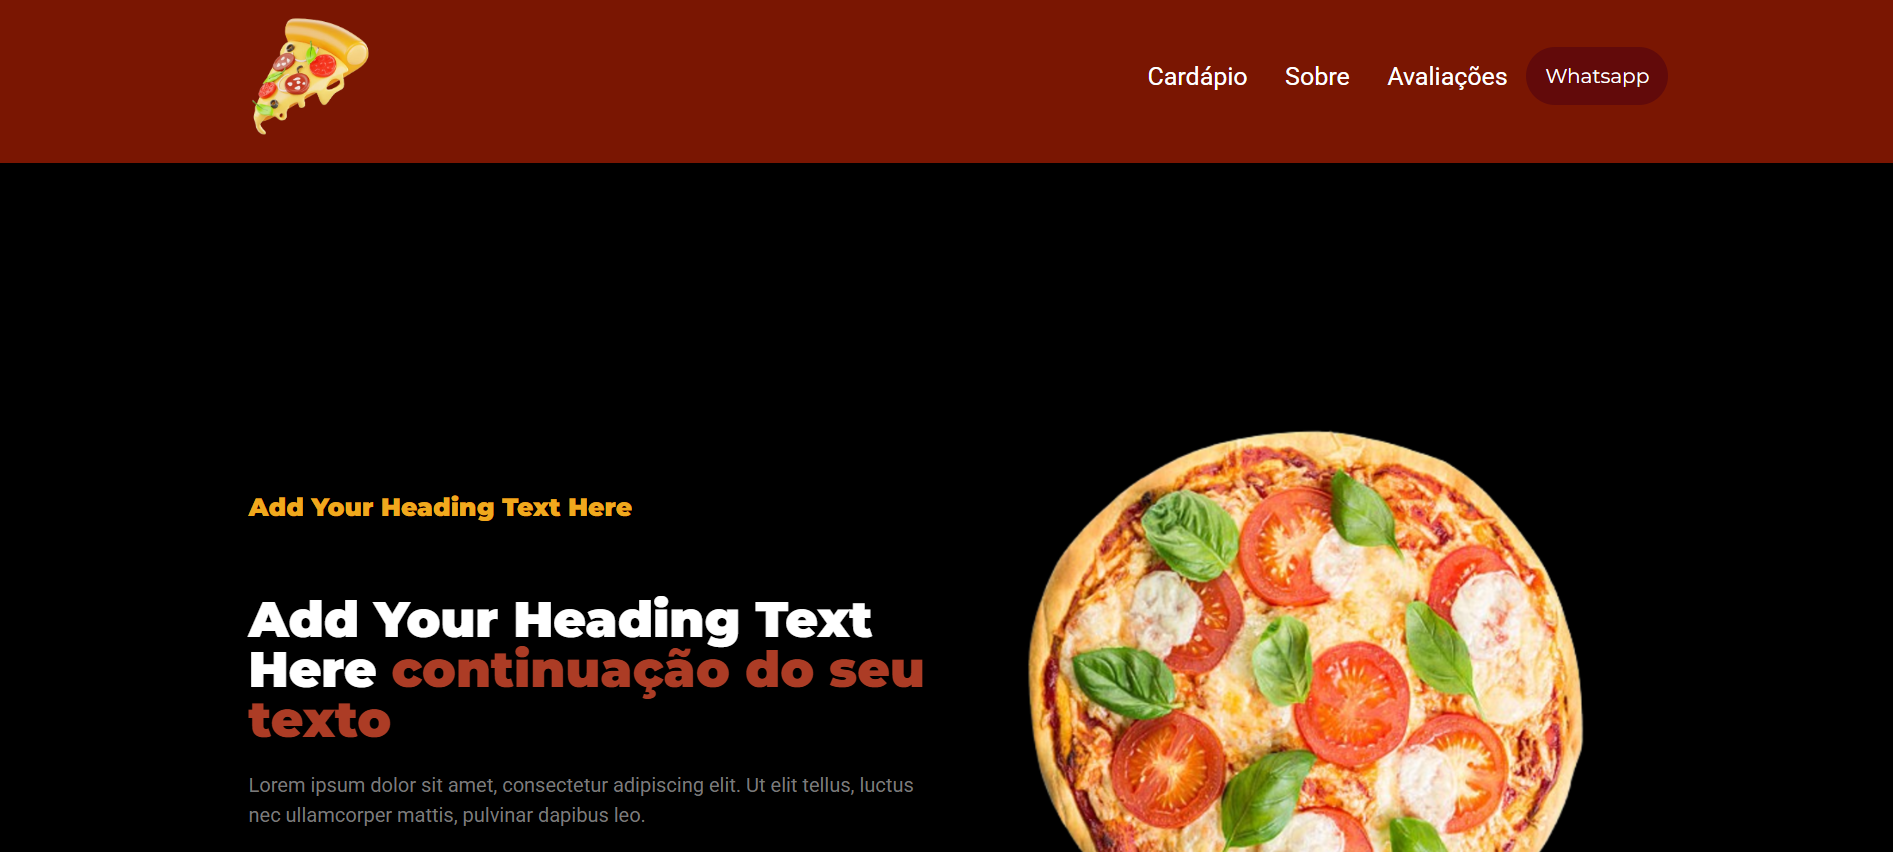 Cardápio Sobre Avaliações Whatsapp
Add Your Heading Text Here
Add Your Heading Text
Here continuação do seu
texto
Lorem ipsum dolor sit amet, consectetur adipiscing elit. Ut elit tellus, luctus
nec ullamcorper mattis, pulvinar dapibus leo.